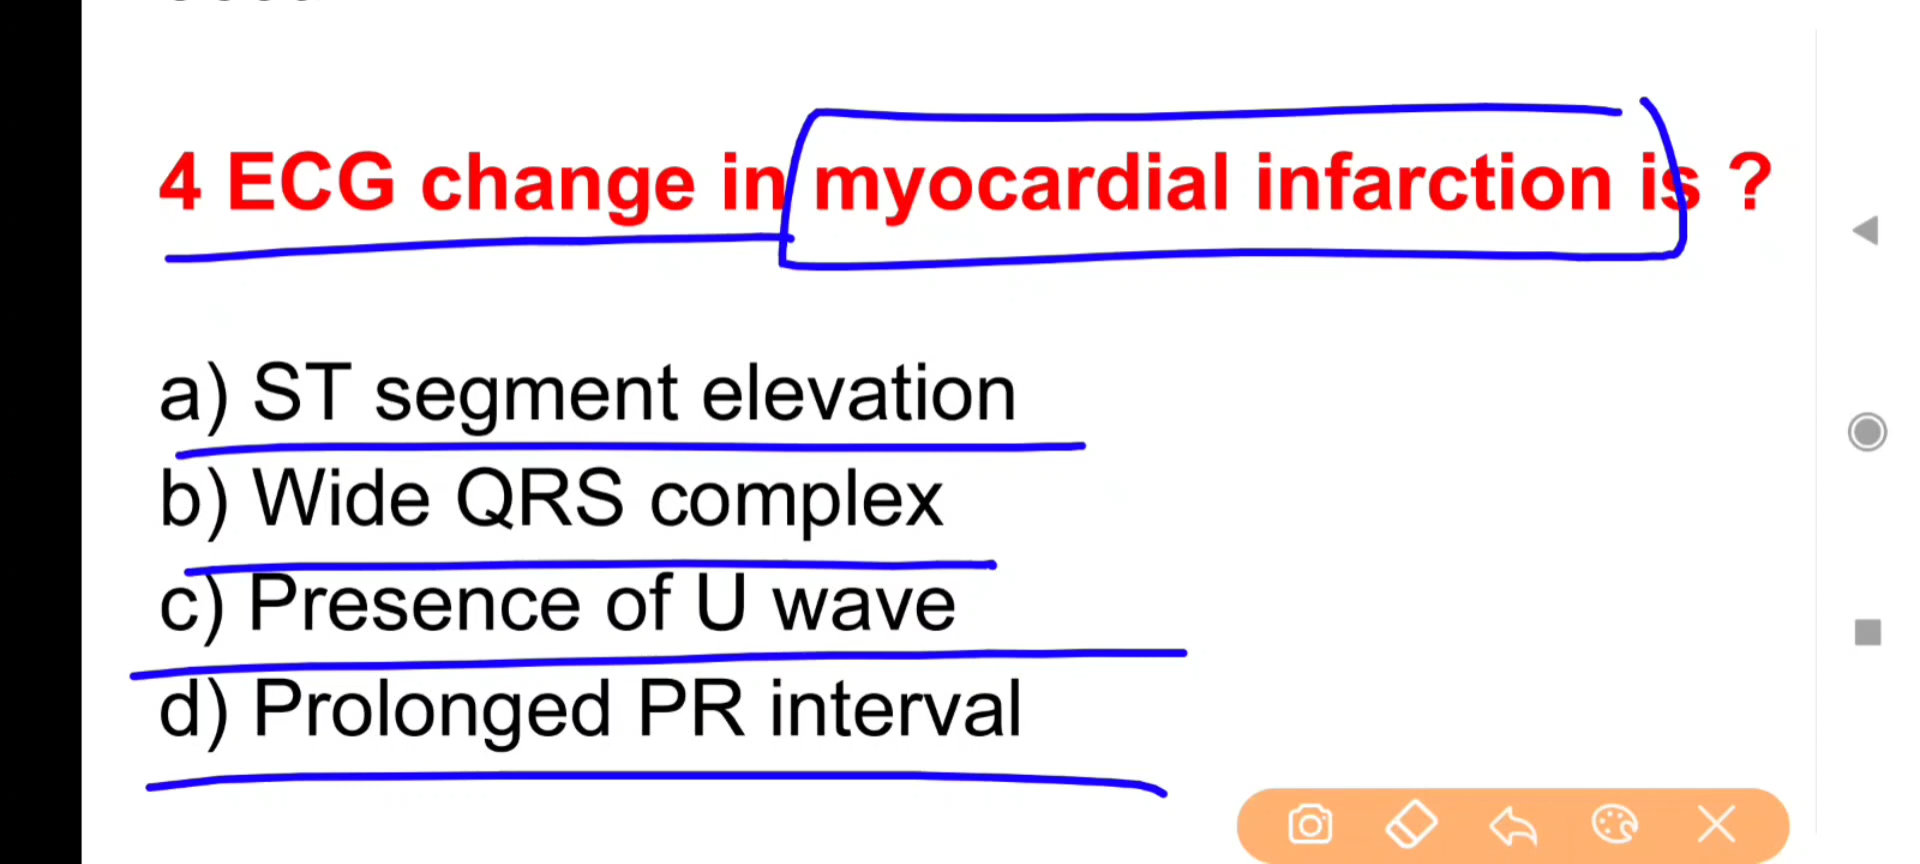 4 ECG change in myocardial infarction is ?
a) ST segment elevation
b) Wide QRS complex
c) Presence of U wave
d) Prolonged PR interval